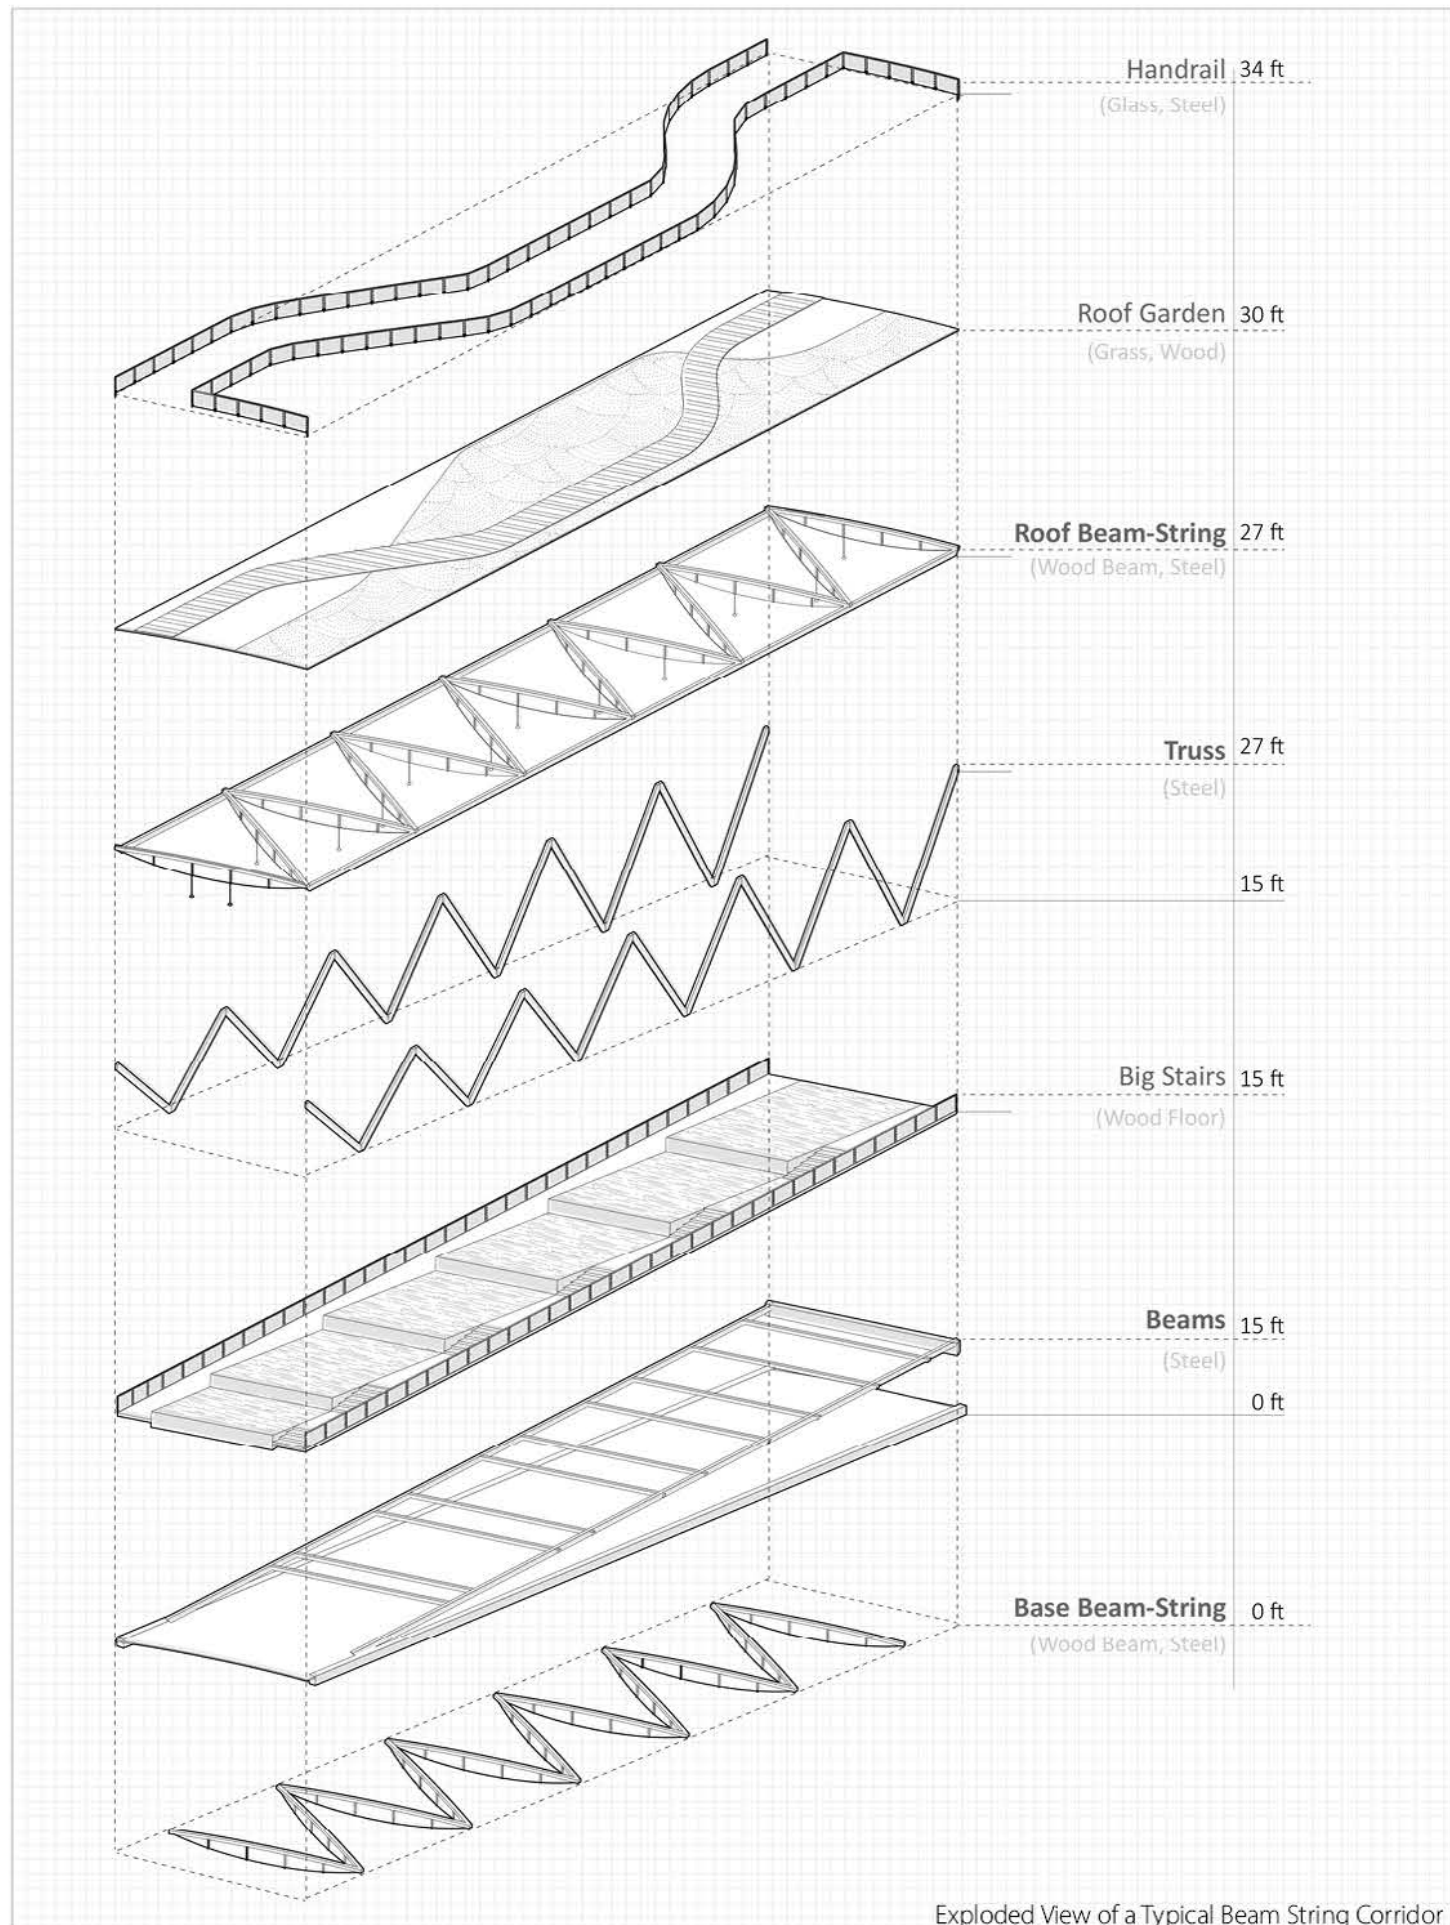 Handrail 34 ft
(Glass, Steel)
Roof Garden 30 ft
(Grass, Wood)
Roof Beam-String 27 ft
(Wood Beam, Steel)
Truss 27 ft
(Steel)
15 ft
Big Stairs 15 ft
(Wood Floor)
Beams 15 ft
(Steel)
0 ft
Base Beam-String 0 ft
(Wood Beam, Steel)
Exploded View of a Typical Beam String Corridor